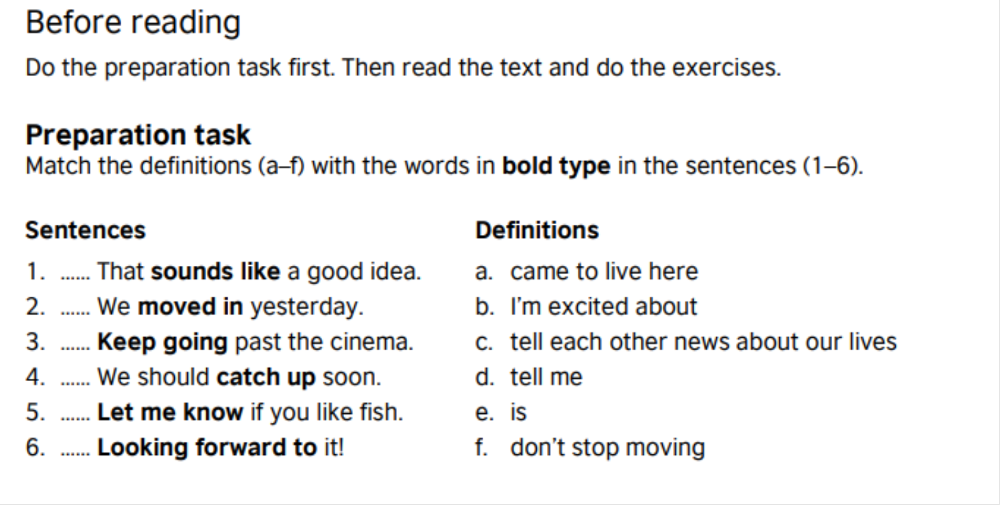 Before reading
Do the preparation task first. Then read the text and do the exercises.
Preparation task
Match the definitions (a–f) with the words in bold type in the sentences (1–6).
Sentences
1. ...... That sounds like a good idea.
2. ...... We moved in yesterday.
3. ...... Keep going past the cinema.
4. ...... We should catch up soon.
5. ...... Let me know if you like fish.
6. ...... Looking forward to it!
Definitions
a. came to live here
b. I'm excited about
c. tell each other news about our lives
d. tell me
e. is
f. don't stop moving